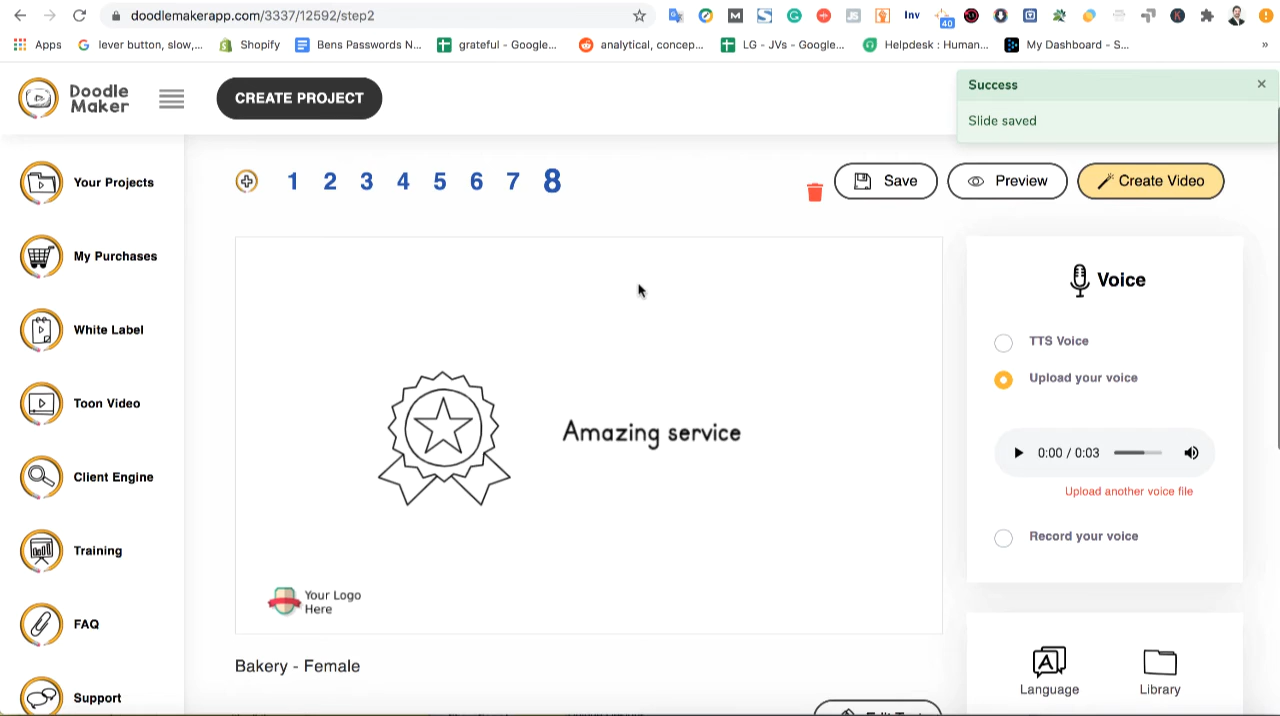 doodlemakerapp.com/3337/12592/step2
Inv
40
Apps
lever button, slow,...
Shopify
Bens Passwords N...
grateful - Google...
analytical, concep...
LG - JVs - Google...
Helpdesk : Human...
My Dashboard - S...
»
Doodle
Maker
CREATE PROJECT
Success
Slide saved
Your Projects
My Purchases
White Label
Toon Video
Client Engine
Training
FAQ
Support
1 2 3 4 5 6 7 8
Save
Preview
Create Video
Amazing service
Your Logo
Here
Bakery - Female
Voice
TTS Voice
Upload your voice
0:00 / 0:03
Upload another voice file
Record your voice
Language
Library